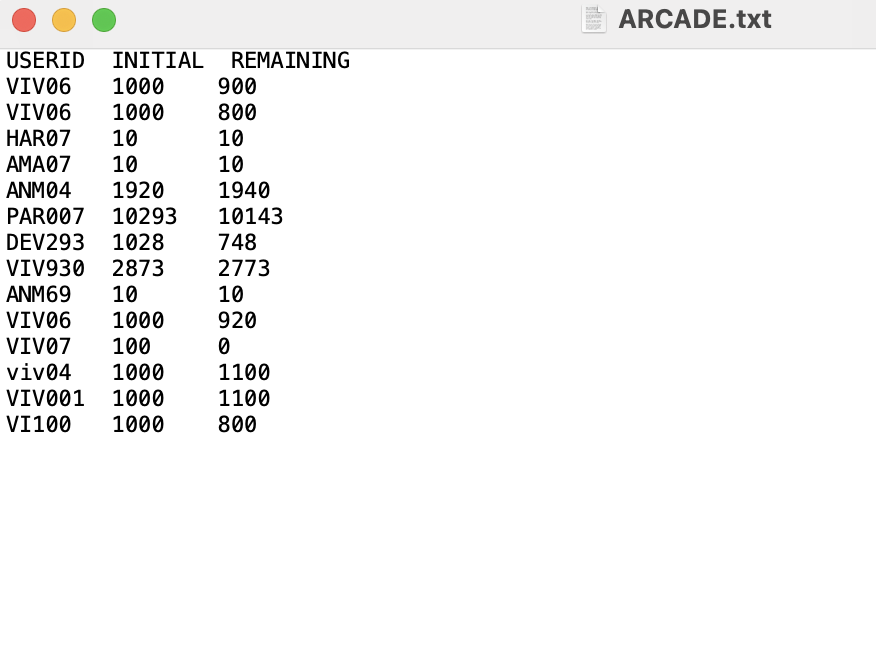 ARCADE.txt
USERID INITIAL REMAINING
VIV06 1000 900
VIV06 1000 800
HAR07 10 10
AMA07 10 10
ANM04 1920 1940
PAR007 10293 10143
DEV293 1028 748
VIV930 2873 2773
ANM69 10 10
VIV06 1000 920
VIV07 100 0
viv04 1000 1100
VIV001 1000 1100
VI100 1000 800